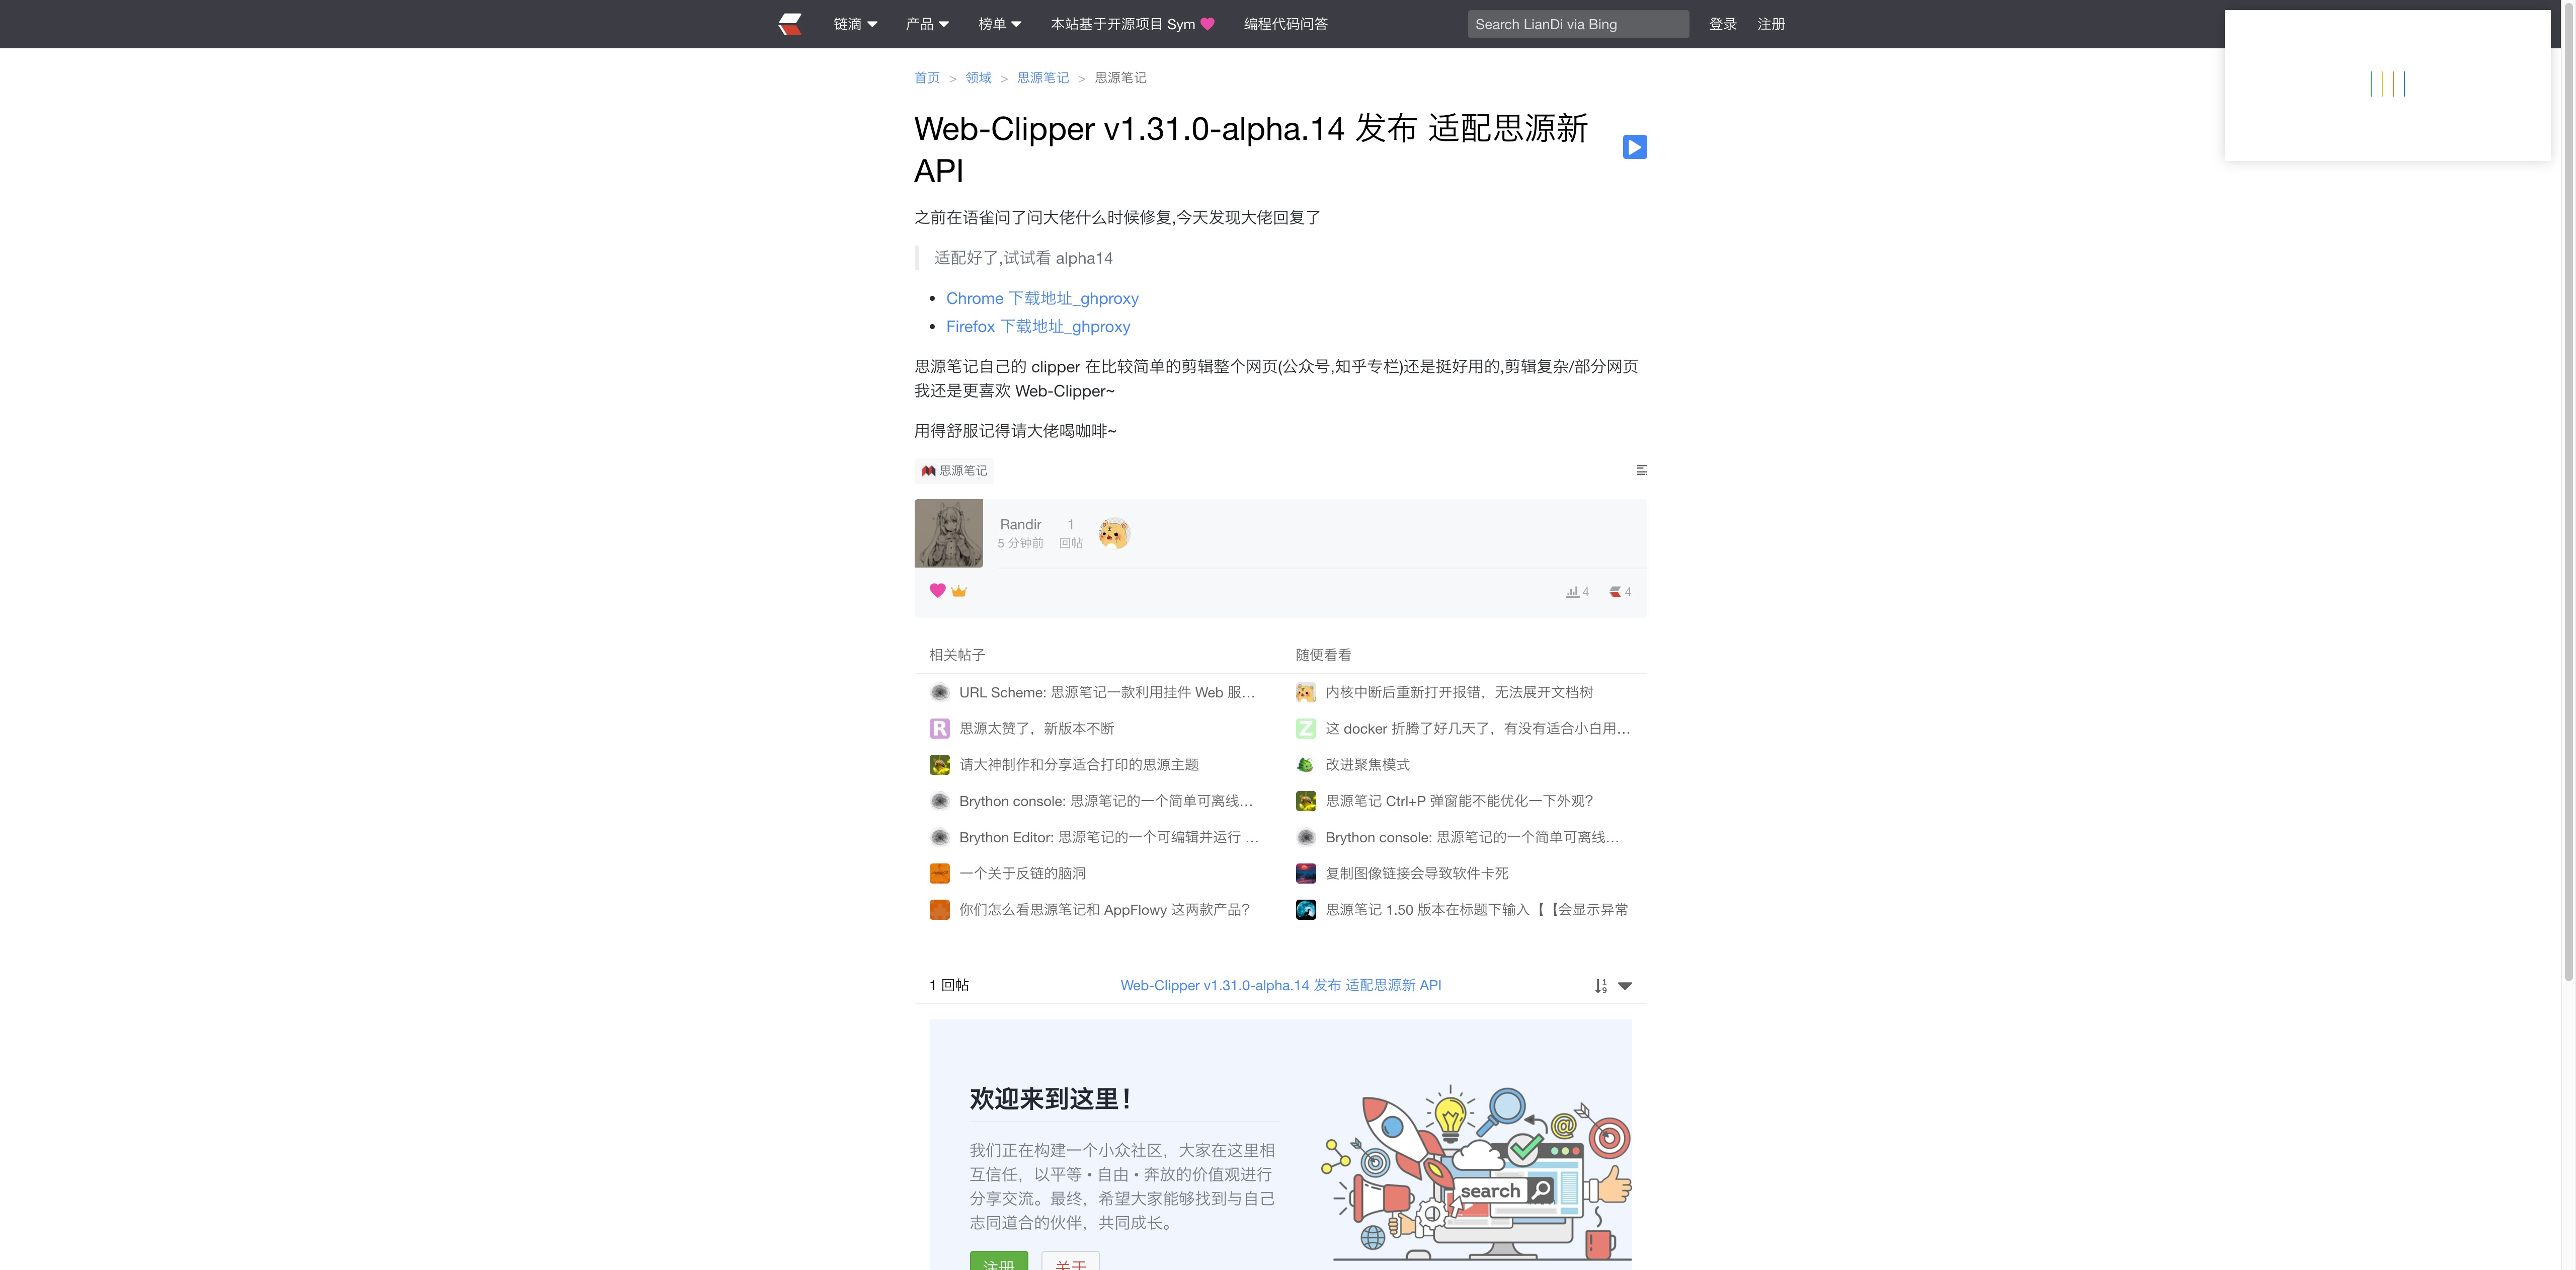 链滴
产品
榜单
本站基于开源项目 Sym
编程代码问答
Search LianDi via Bing
登录
注册
首页 > 领域 > 思源笔记 > 思源笔记
Web-Clipper v1.31.0-alpha.14 发布 适配思源新
API
之前在语雀问了问大佬什么时候修复,今天发现大佬回复了
适配好了,试试看 alpha14
Chrome 下载地址_ghproxy
Firefox 下载地址_ghproxy
思源笔记自己的 clipper 在比较简单的剪辑整个网页(公众号,知乎专栏)还是挺好用的,剪辑复杂/部分网页
我还是更喜欢 Web-Clipper~
用得舒服记得请大佬喝咖啡~
思源笔记
Randir
5 分钟前
1
回帖
4
4
相关帖子
URL Scheme: 思源笔记一款利用挂件 Web 服…
思源太赞了，新版本不断
请大神制作和分享适合打印的思源主题
Brython console: 思源笔记的一个简单可离线…
Brython Editor: 思源笔记的一个可编辑并运行 …
一个关于反链的脑洞
你们怎么看思源笔记和 AppFlowy 这两款产品？
随便看看
内核中断后重新打开报错，无法展开文档树
这 docker 折腾了好几天了，有没有适合小白用…
改进聚焦模式
思源笔记 Ctrl+P 弹窗能不能优化一下外观？
Brython console: 思源笔记的一个简单可离线…
复制图像链接会导致软件卡死
思源笔记 1.50 版本在标题下输入【【会显示异常
1 回帖
Web-Clipper v1.31.0-alpha.14 发布 适配思源新 API
欢迎来到这里！
我们正在构建一个小众社区，大家在这里相
互信任，以平等 • 自由 • 奔放的价值观进行
分享交流。最终，希望大家能够找到与自己
志同道合的伙伴，共同成长。
注册
关于
search